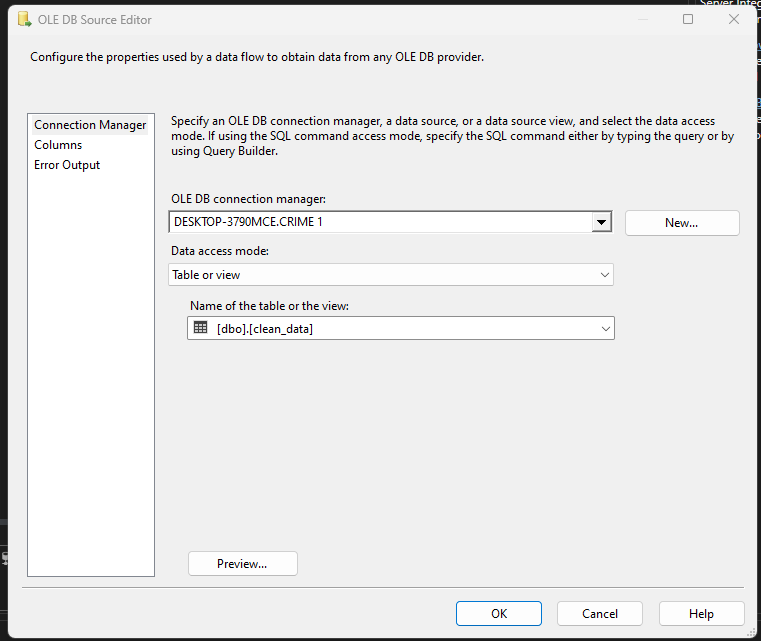 Server Integ
OLE DB Source Editor
Configure the properties used by a data flow to obtain data from any OLE DB provider.
Connection Manager
Columns
Error Output
Specify an OLE DB connection manager, a data source, or a data source view, and select the data access
mode. If using the SQL command access mode, specify the SQL command either by typing the query or by
using Query Builder.
OLE DB connection manager:
DESKTOP-3790MCE.CRIME 1
New...
Data access mode:
Table or view
Name of the table or the view:
[dbo].[clean_data]
Preview...
OK
Cancel
Help